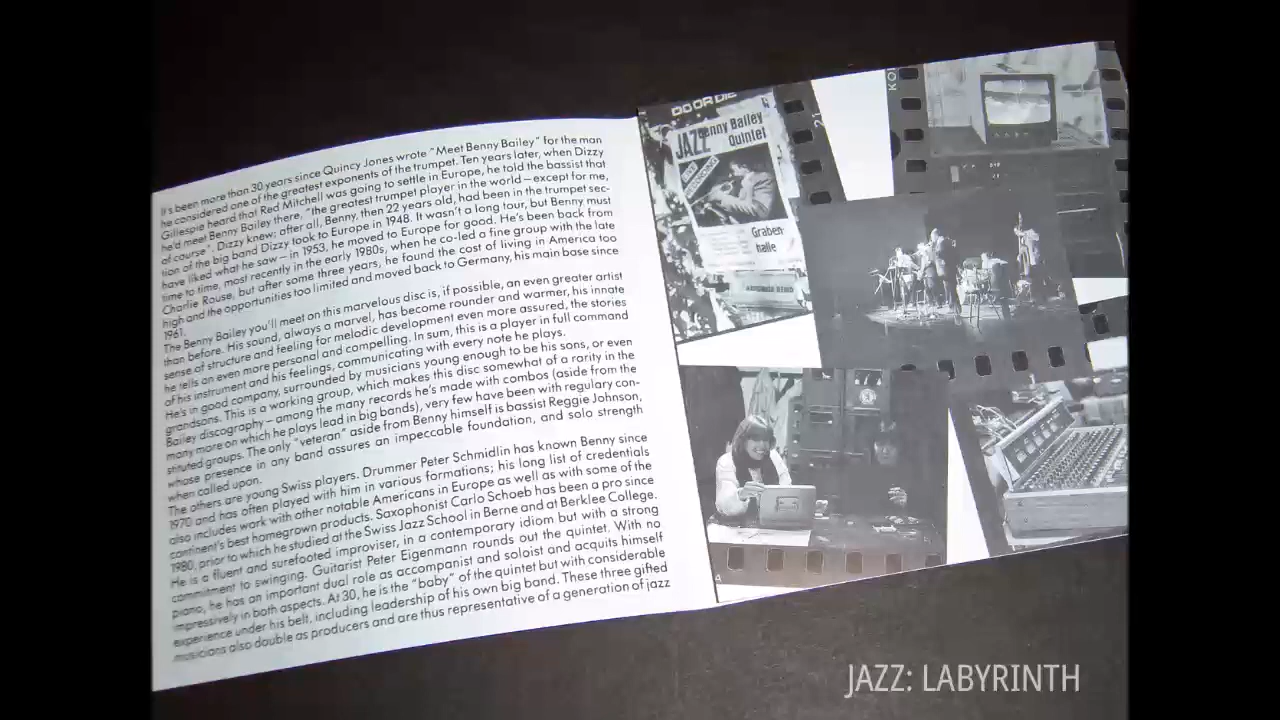 It's been more than 30 years since Quincy Jones wrote "Meet Benny Bailey" for the man
he considered one of the greatest exponents of the trumpet. Ten years later, when Dizzy
Gillespie heard that Red Mitchell was going to settle in Europe, he told the bassist that
he'd meet Benny Bailey there, "the greatest trumpet player in the world—except for me,
of course". Dizzy knew; after all, Benny, then 22 years old, had been in the trumpet sec-
tion of the big band Dizzy took to Europe in 1948. It wasn't a long tour, but Benny must
have liked what he saw—in 1953, he moved to Europe for good. He's been back from
time to time, most recently in the early 1980s, when he co-led a fine group with the late
Charlie Rouse, but after some three years, he found the cost of living in America too
high and the opportunities too limited and moved back to Germany, his main base since
1961.
The Benny Bailey you'll meet on this marvelous disc is, if possible, an even greater artist
than before. His sound, always a marvel, has become rounder and warmer, his innate
sense of structure and feeling for melodic development even more assured, the stories
he tells an even more personal and compelling. In sum, this is a player in full command
of his instrument and his feelings, communicating with every note he plays.
He's in good company, surrounded by musicians young enough to be his sons, or even
grandsons. This is a working group, which makes this disc somewhat of a rarity in the
Bailey discography—among the many records he's made with combos (aside from the
many more on which he plays lead in big bands), very few have been with regulary con-
stituted groups. The only "veteran" aside from Benny himself is bassist Reggie Johnson,
whose presence in any band assures an impeccable foundation, and solo strength
when called upon.
The others are young Swiss players. Drummer Peter Schmidlin has known Benny since
1970 and has often played with him in various formations; his long list of credentials
also includes work with other notable Americans in Europe as well as with some of the
continent's best homegrown products. Saxophonist Carlo Schoeb has been a pro since
1980, prior to which he studied at the Swiss Jazz School in Berne and at Berklee College.
He is a fluent and surefooted improviser, in a contemporary idiom but with a strong
commitment to swinging. Guitarist Peter Eigenmann rounds out the quintet. With no
piano, he has an important dual role as accompanist and soloist and acquits himself
impressively in both aspects. At 30, he is the "baby" of the quintet but with considerable
experience under his belt, including leadership of his own big band. These three gifted
musicians also double as producers and are thus representative of a generation of jazz
DO OR DIE
JAZZ
Benny Bailey
Quintet
Graben
halle
21
KO
JAZZ: LABYRINTH